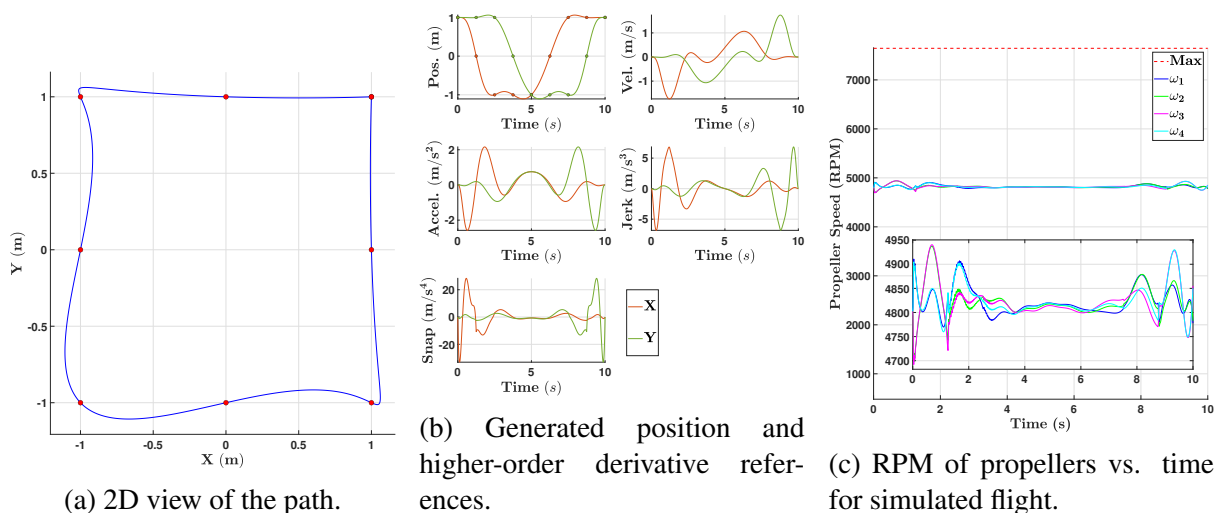 1
0.5
0
-0.5
-1
Y (m)
-1
-0.5
0
0.5
1
X (m)
(a) 2D view of the path.
Pos. (m)
1
0
-1
0
5
10
Time (s)
Vel. (m/s)
1
0
-1
0
5
10
Time (s)
Accel. (m/s²)
2
0
-2
0
5
10
Time (s)
Jerk (m/s³)
5
0
-5
0
5
10
Time (s)
Snap (m/s⁴)
20
0
-20
0
5
10
Time (s)
X
Y
(b) Generated position and
higher-order derivative refer-
ences.
Propeller Speed (RPM)
7000
6000
5000
4000
3000
2000
1000
Max
ω₁
ω₂
ω₃
ω₄
4950
4900
4850
4800
4750
4700
0
2
4
6
8
10
0
2
4
6
8
10
Time (s)
(c) RPM of propellers vs. time
for simulated flight.